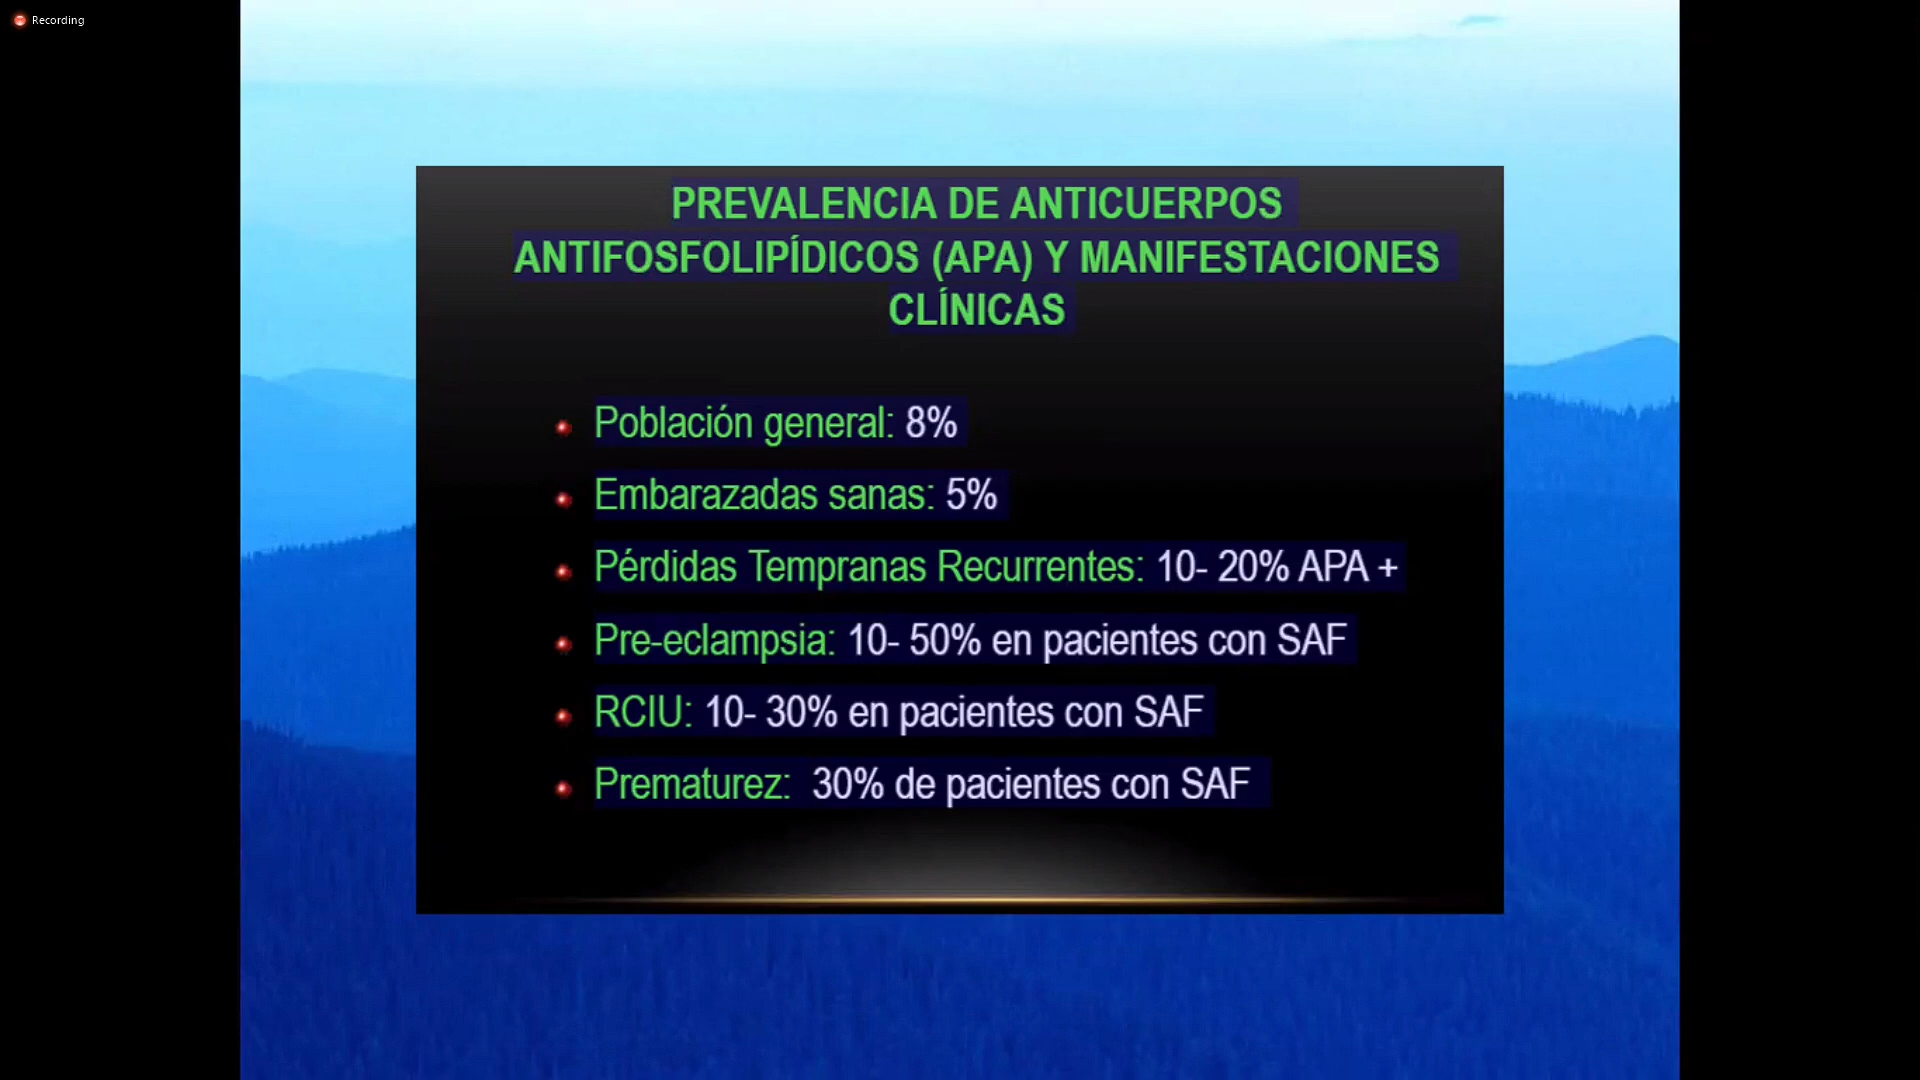 Recording
PREVALENCIA DE ANTICUERPOS
ANTIFOSFOLIPÍDICOS (APA) Y MANIFESTACIONES
CLÍNICAS
Población general: 8%
Embarazadas sanas: 5%
Pérdidas Tempranas Recurrentes: 10- 20% APA +
Pre-eclampsia: 10- 50% en pacientes con SAF
RCIU: 10- 30% en pacientes con SAF
Prematurez: 30% de pacientes con SAF